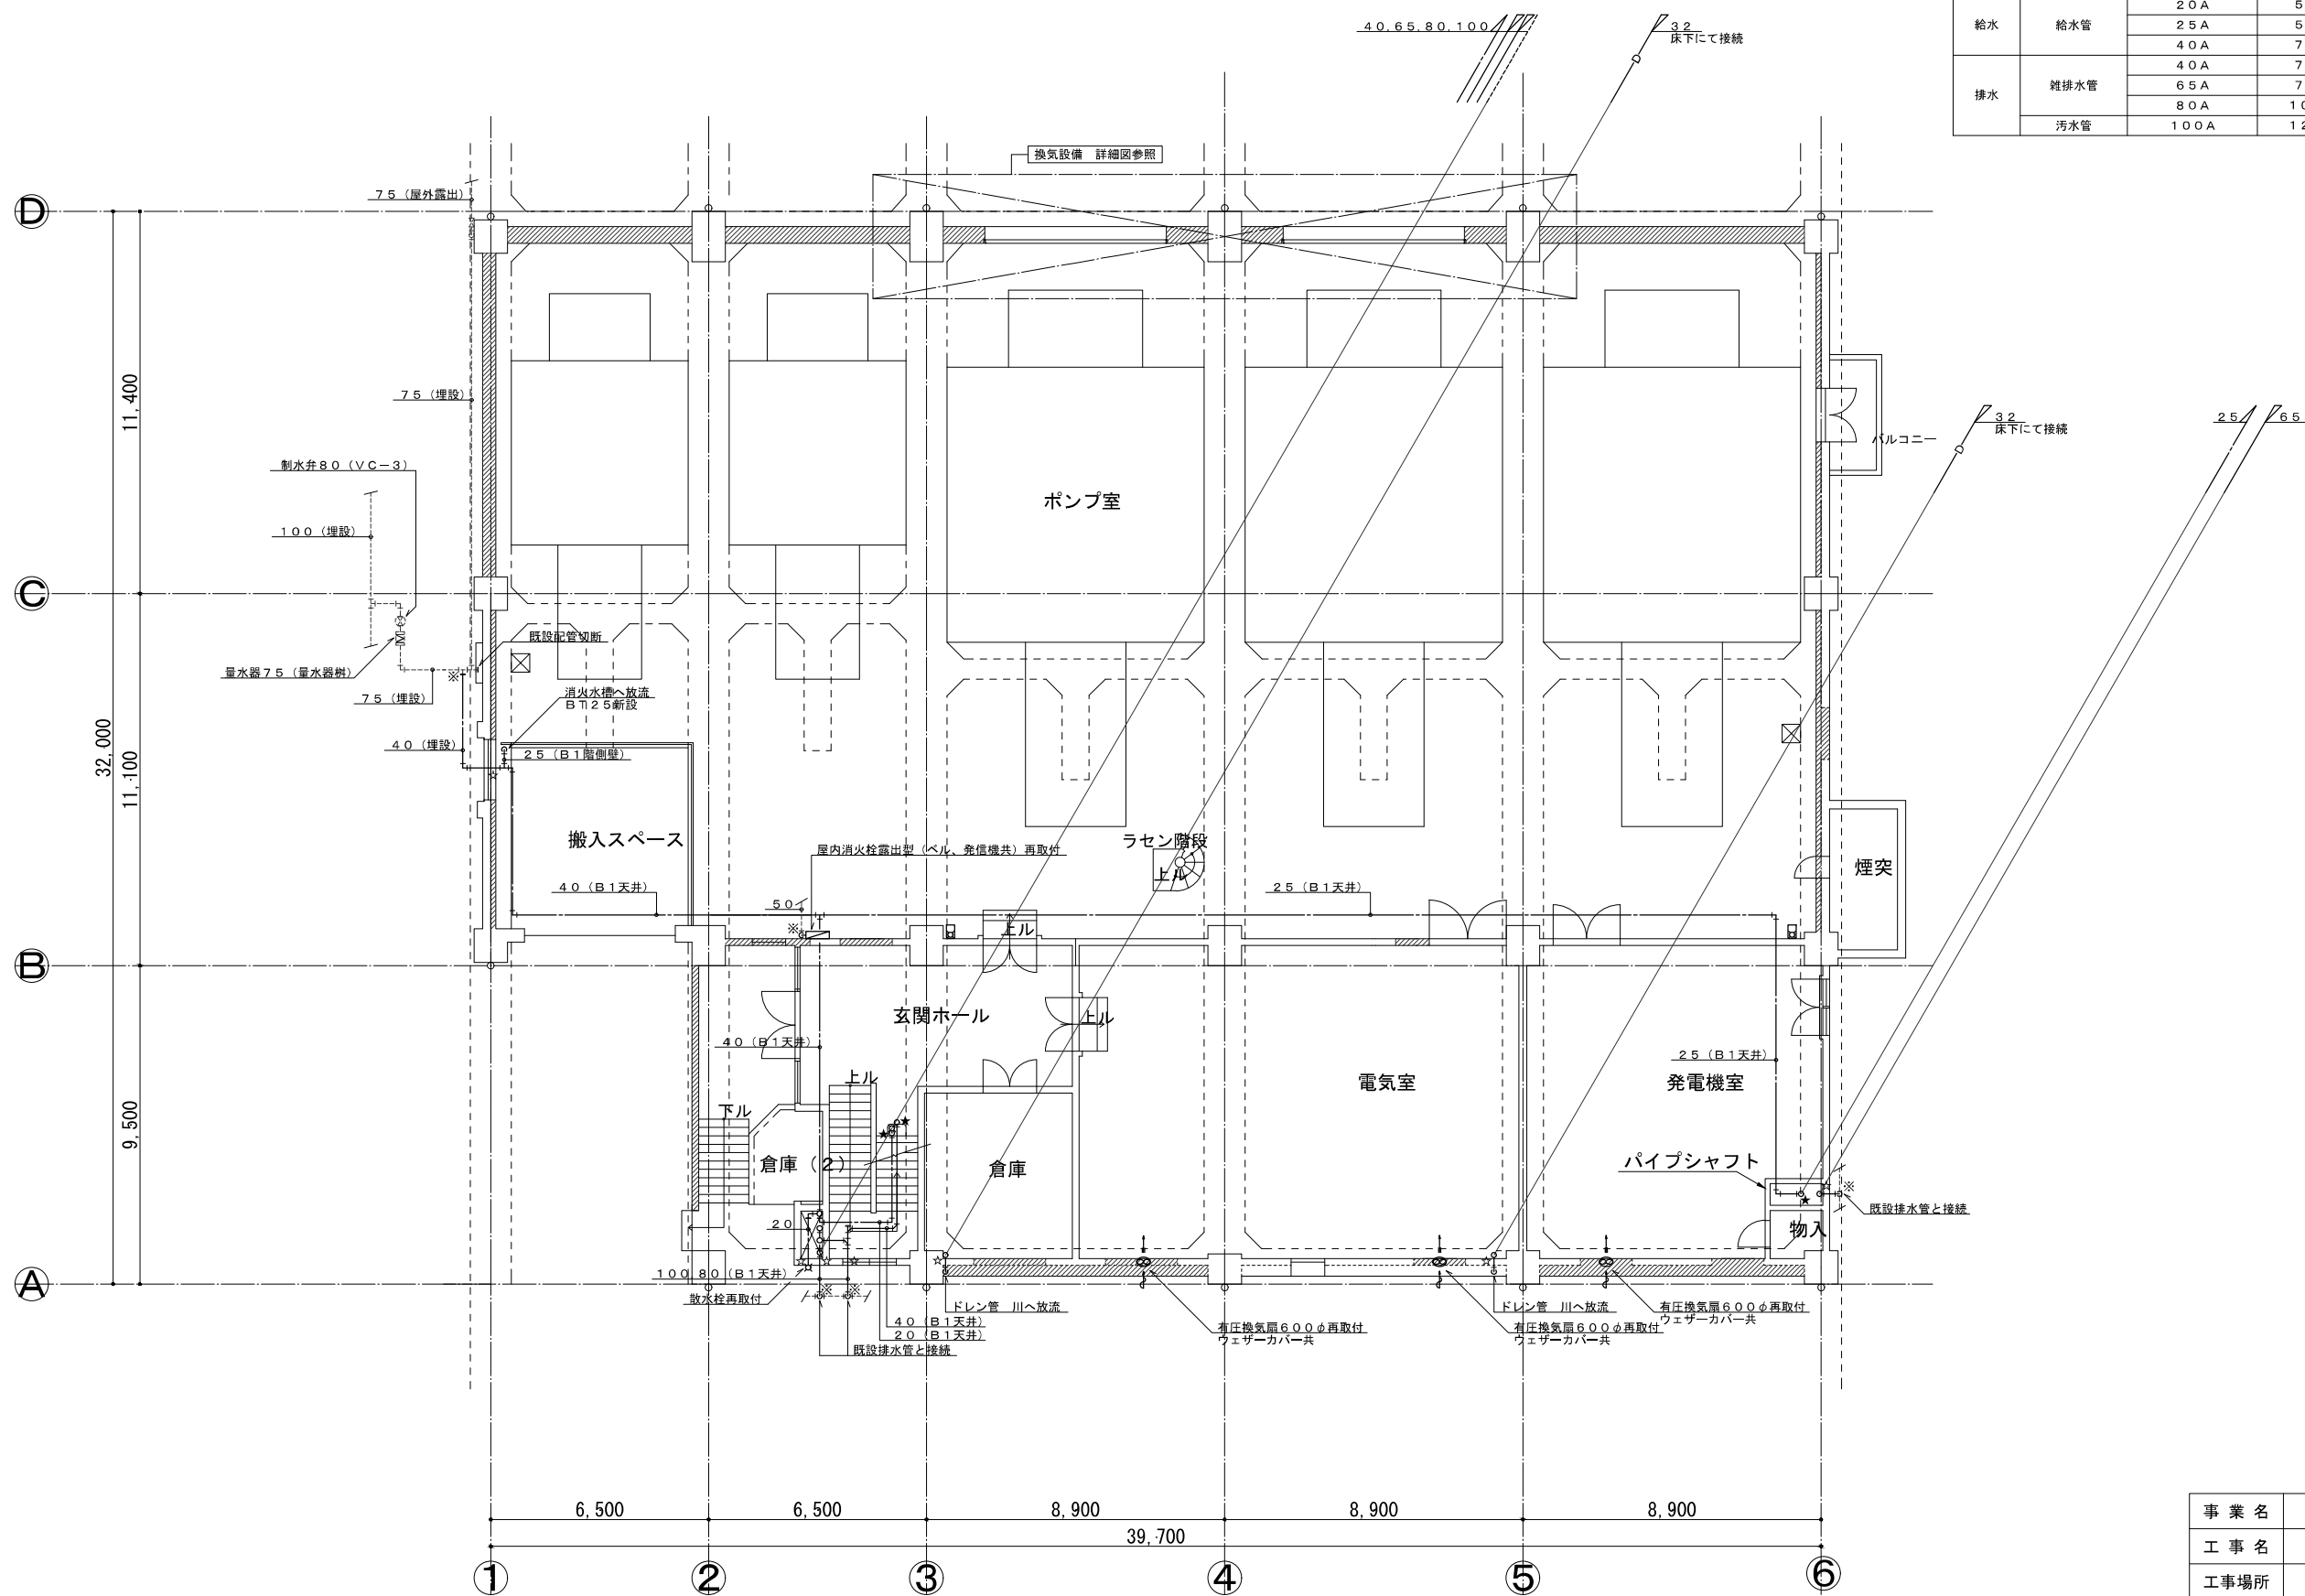 ２０Ａ ５
給水 給水管 ２５Ａ ５
４０Ａ ７
４０Ａ ７
排水 雑排水管 ６５Ａ ７
８０Ａ １０
汚水管 １００Ａ １２
４０，６５，８０，１００
３２
床下にて接続
換気設備　詳細図参照
７５（屋外露出）
D
７５（埋設）
11,400
３２
床下にて接続
２５
６５
バルコニー
制水弁８０（ＶＣ－３）
ポンプ室
１００（埋設）
C
既設配管切断
量水器７５（量水器桝）
※
７５（埋設）
消火水槽へ放流
ＢＴ２５新設
４０（埋設）
２５（Ｂ１階側壁）
32,000
11,100
搬入スペース
ラセン階段
上ル
屋内消火栓露出型（ベル、発信機共）再取付
煙突
４０（Ｂ１天井）
２５（Ｂ１天井）
５０
※
上ル
B
玄関ホール
上ル
４０（Ｂ１天井）
２５（Ｂ１天井）
上ル
電気室
発電機室
下ル
9,500
倉庫（２）
倉庫
パイプシャフト
※
既設排水管と接続
２０
物入
１００，８０（Ｂ１天井）
A
散水栓再取付
※
※
ドレン管　川へ放流
ドレン管　川へ放流
有圧換気扇６００φ再取付
ウェザーカバー共
４０（Ｂ１天井）
２０（Ｂ１天井）
有圧換気扇６００φ再取付
ウェザーカバー共
有圧換気扇６００φ再取付
ウェザーカバー共
既設排水管と接続
6,500 6,500 8,900 8,900 8,900
39,700
1 2 3 4 5 6
事業名
工事名
工事場所